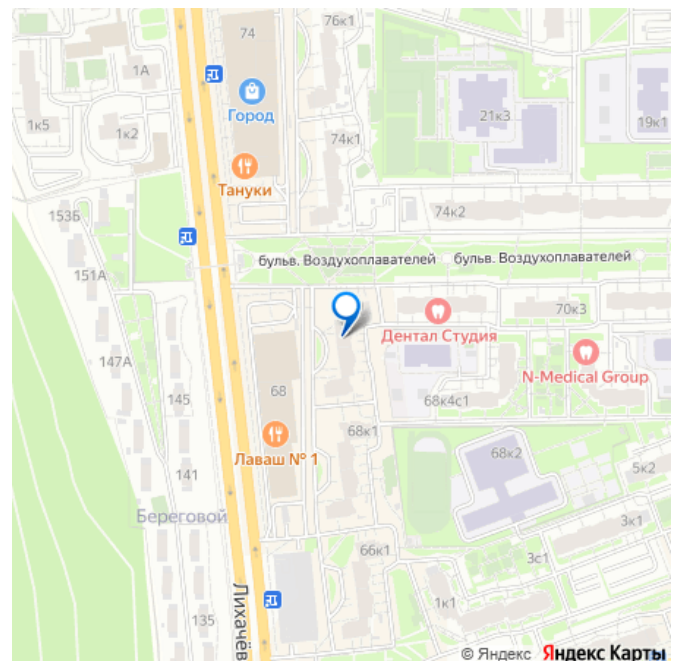 74
76к1
1А
Город
1к5
1к2
74к1
21к3
19к1
Тануки
153Б
74к2
бульв. Воздухоплавателей
бульв. Воздухоплавателей
151А
70к3
Дентал Студия
147А
N-Medical Group
145
68
68к4с1
68к1
Лаваш № 1
68к2
141
5к2
Береговой
3к1
66к1
3с1
1к1
135
Лихачёв
© Яндекс Яндекс Карты